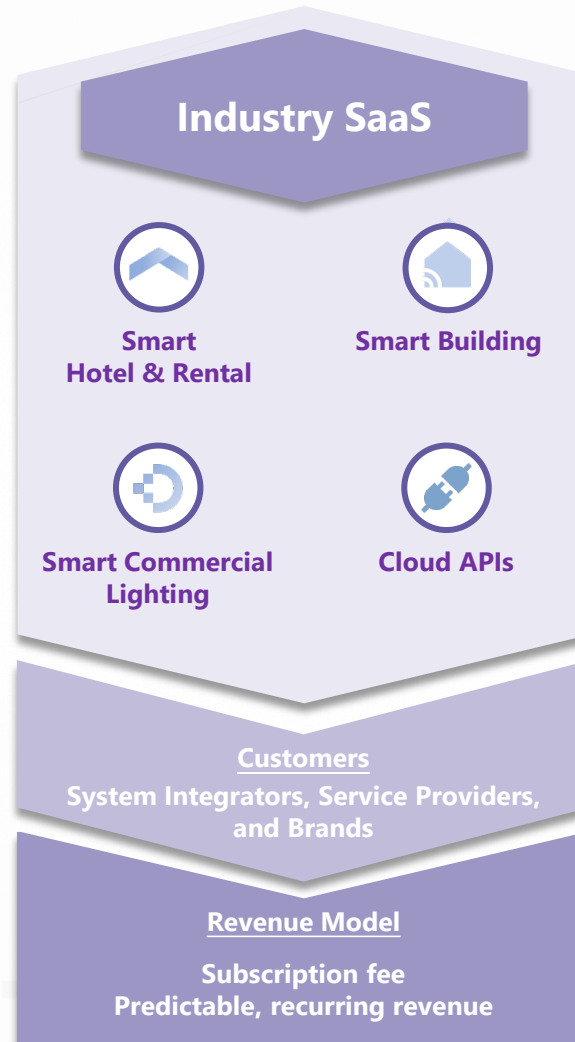 Industry SaaS
Smart
Hotel & Rental
Smart Building
Smart Commercial
Lighting
Cloud APIs
Customers
System Integrators, Service Providers,
and Brands
Revenue Model
Subscription fee
Predictable, recurring revenue